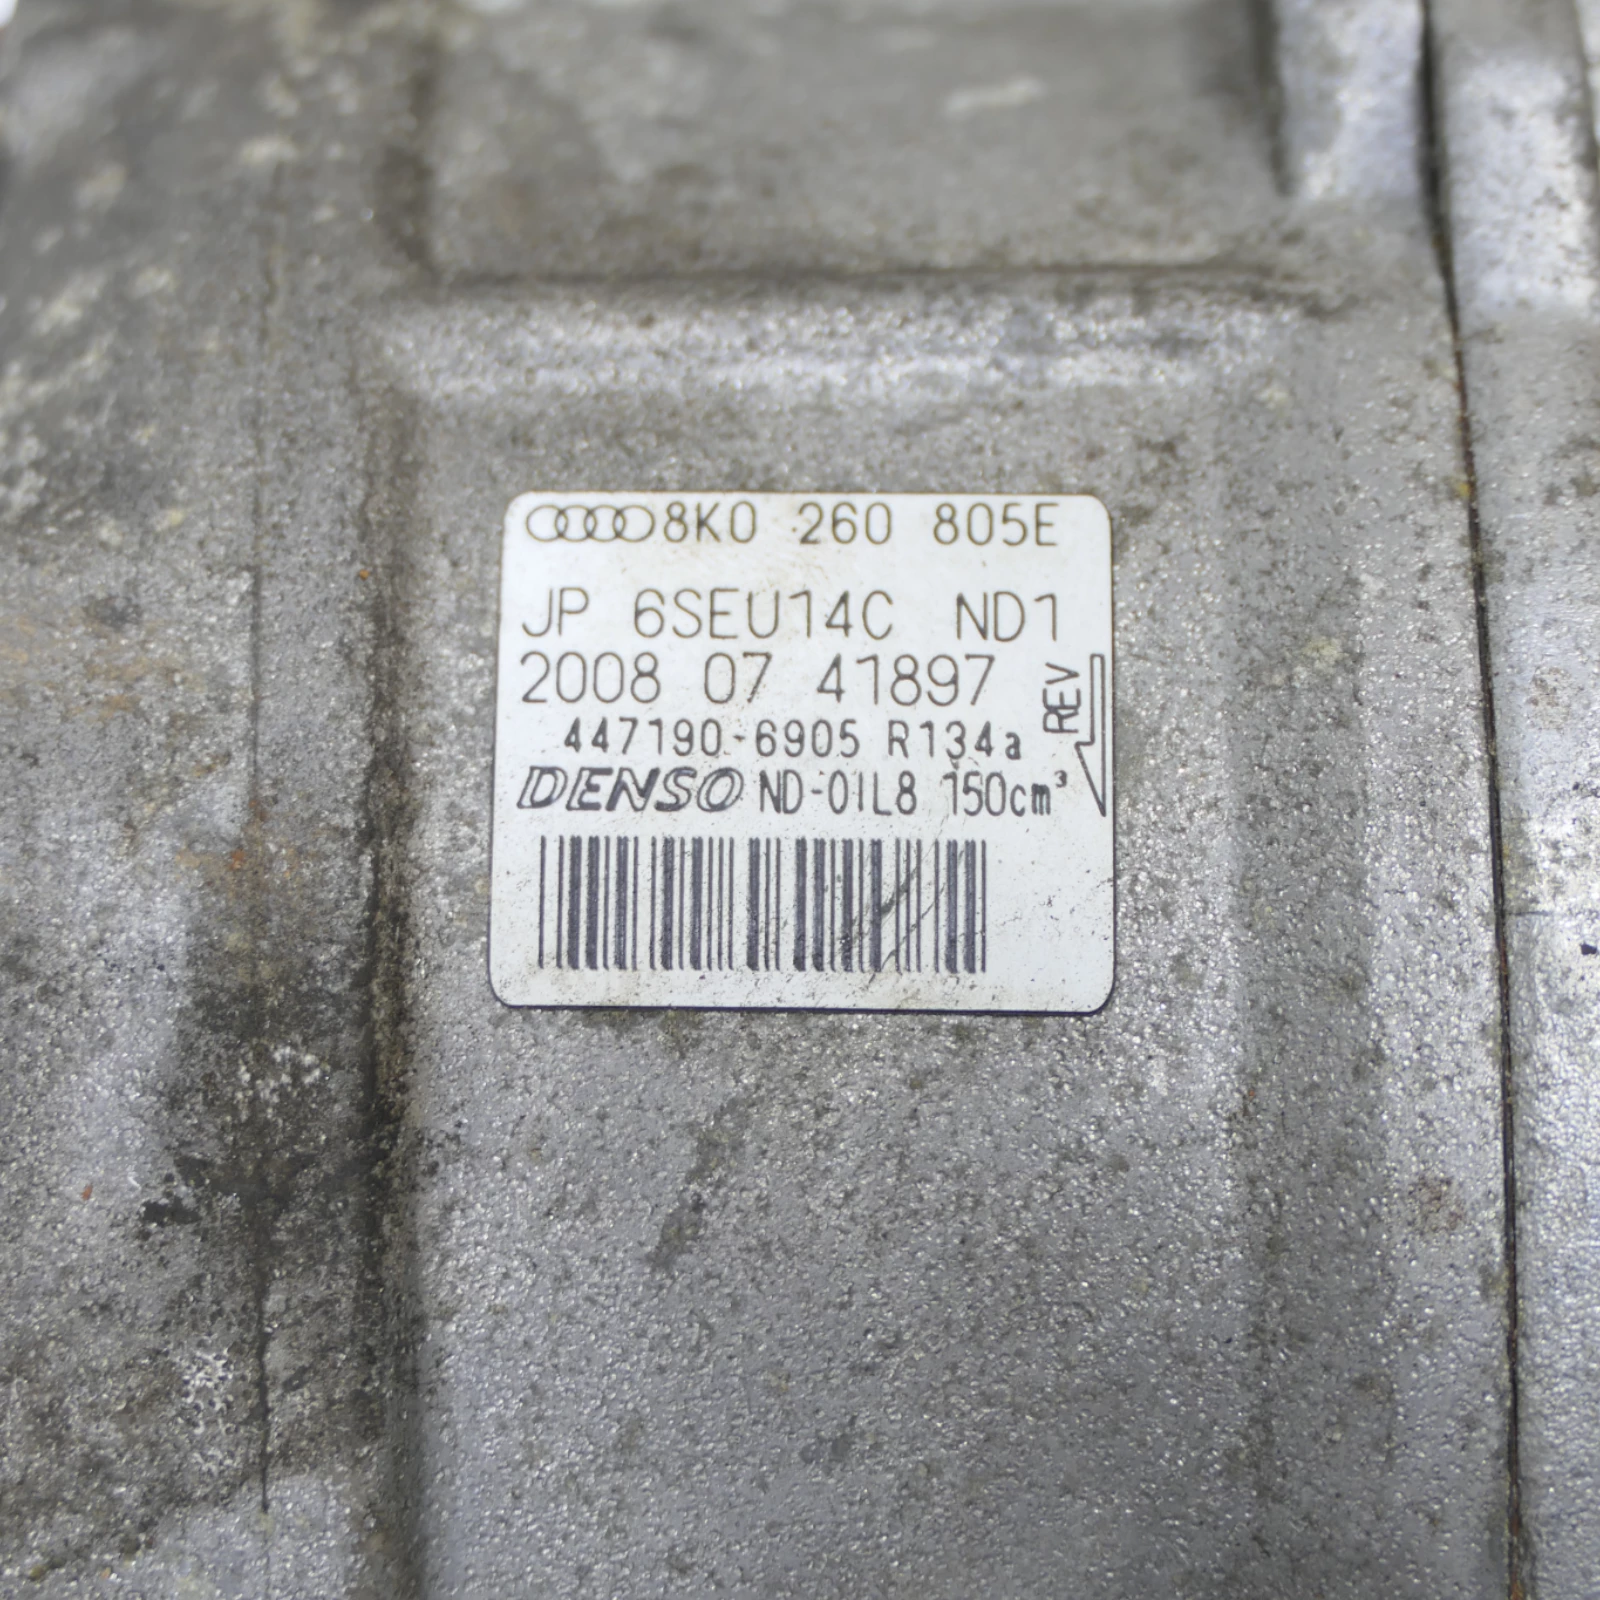 8K0 260 805E
JP 6SEU14C ND1
2008 07 41897
REV
447190-6905 R134a
DENSO ND-OIL8 150cm³